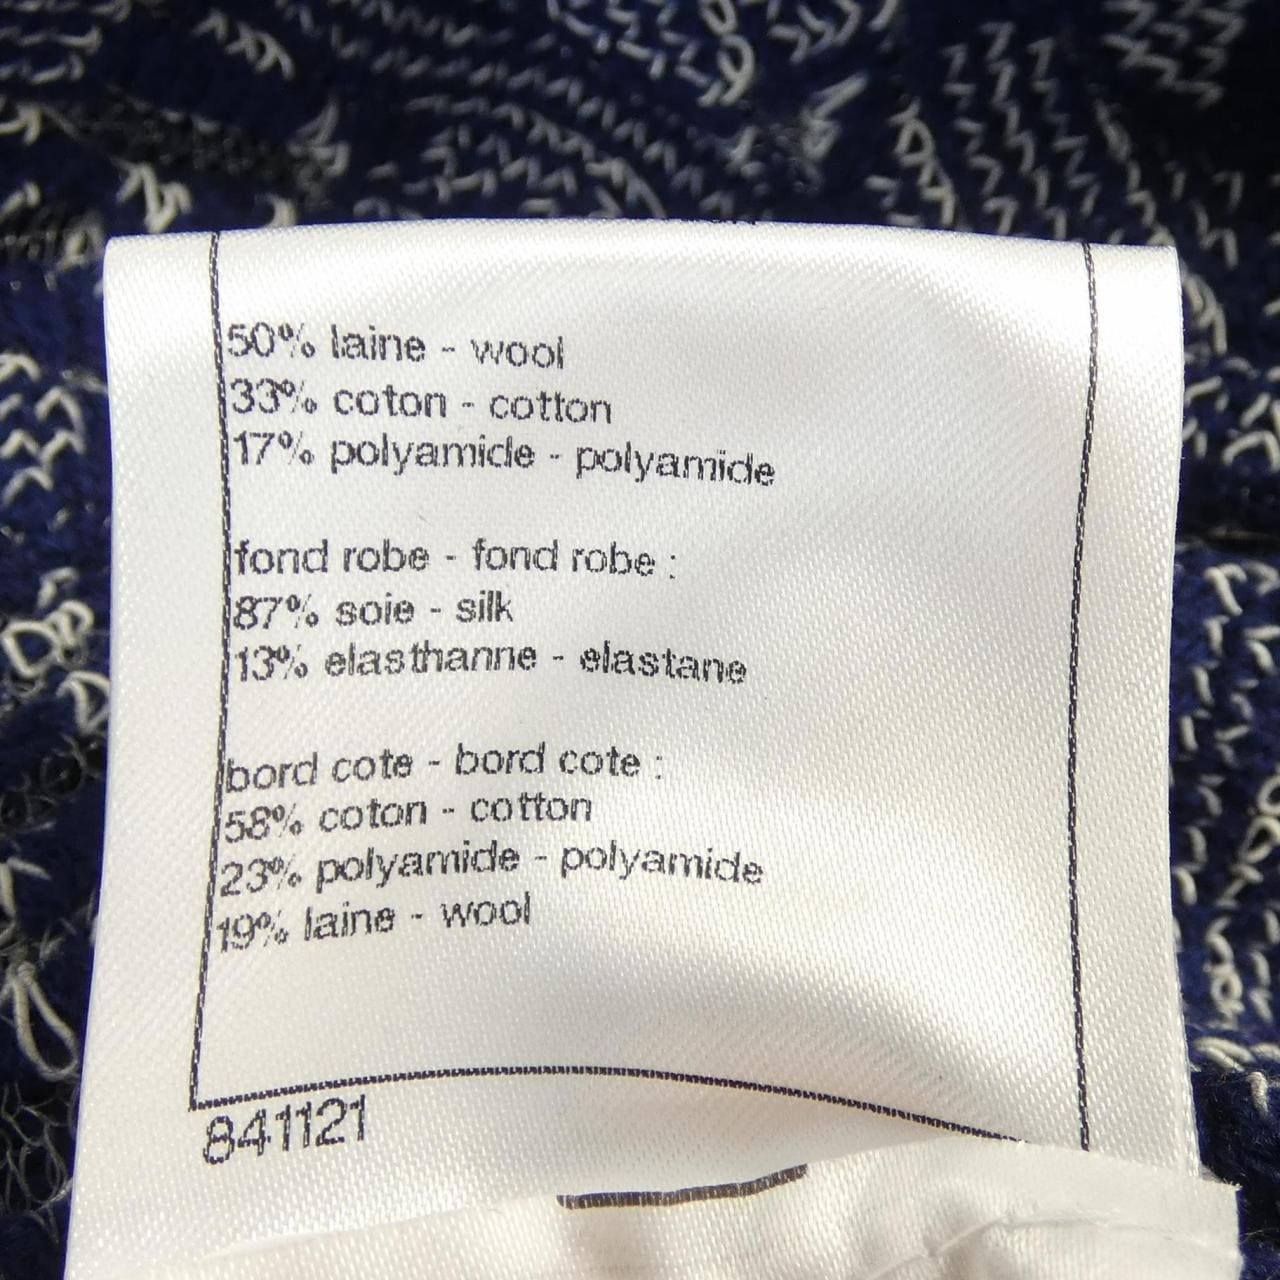 50% laine - wool
33% coton - cotton
17% polyamide - polyamide
fond robe - fond robe :
87% soie - silk
13% elasthanne - elastane
bord cote - bord cote :
58% coton - cotton
23% polyamide - polyamide
19% laine - wool
841121